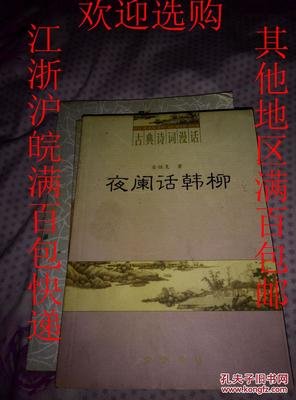 欢迎选购
江浙沪皖满百包快递
其他地区满百包邮
古典诗词漫话
著
夜阑话韩柳
孔夫子旧书网